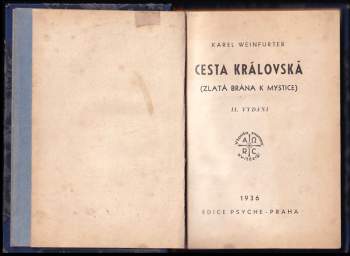 KAREL WEINFURTER
CESTA KRÁLOVSKÁ
(ZLATÁ BRÁNA K MYSTICE)
II. VYDÁNÍ
A Ω
R C
1936
EDICE PSYCHE - PRAHA